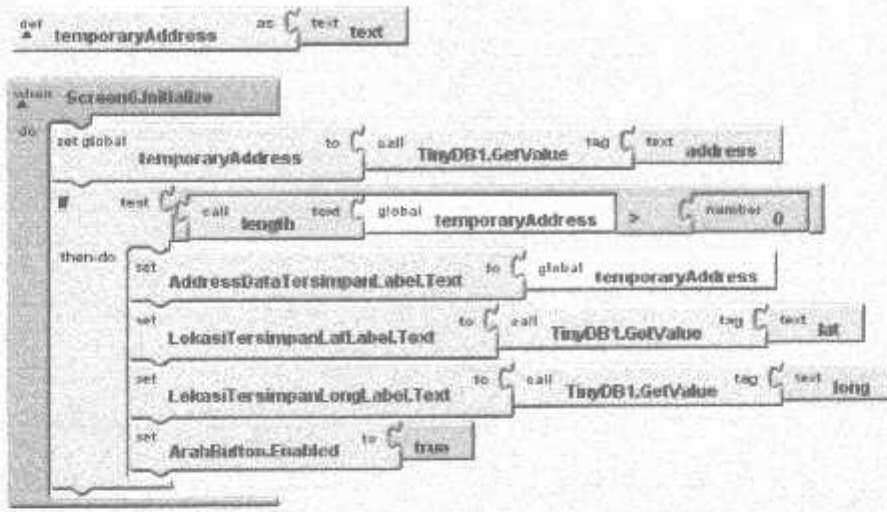 def temporaryAddress as text text
when Screen6.Initialize
do set global temporaryAddress to call TinyDB1.GetValue tag text address
if test call length text global temporaryAddress > number 0
then-do set AddressDataTersimpanLabel.Text to global temporaryAddress
set LokasiTersimpanLatLabel.Text to call TinyDB1.GetValue tag text lat
set LokasiTersimpanLongLabel.Text to call TinyDB1.GetValue tag text long
set ArahButton.Enabled to true